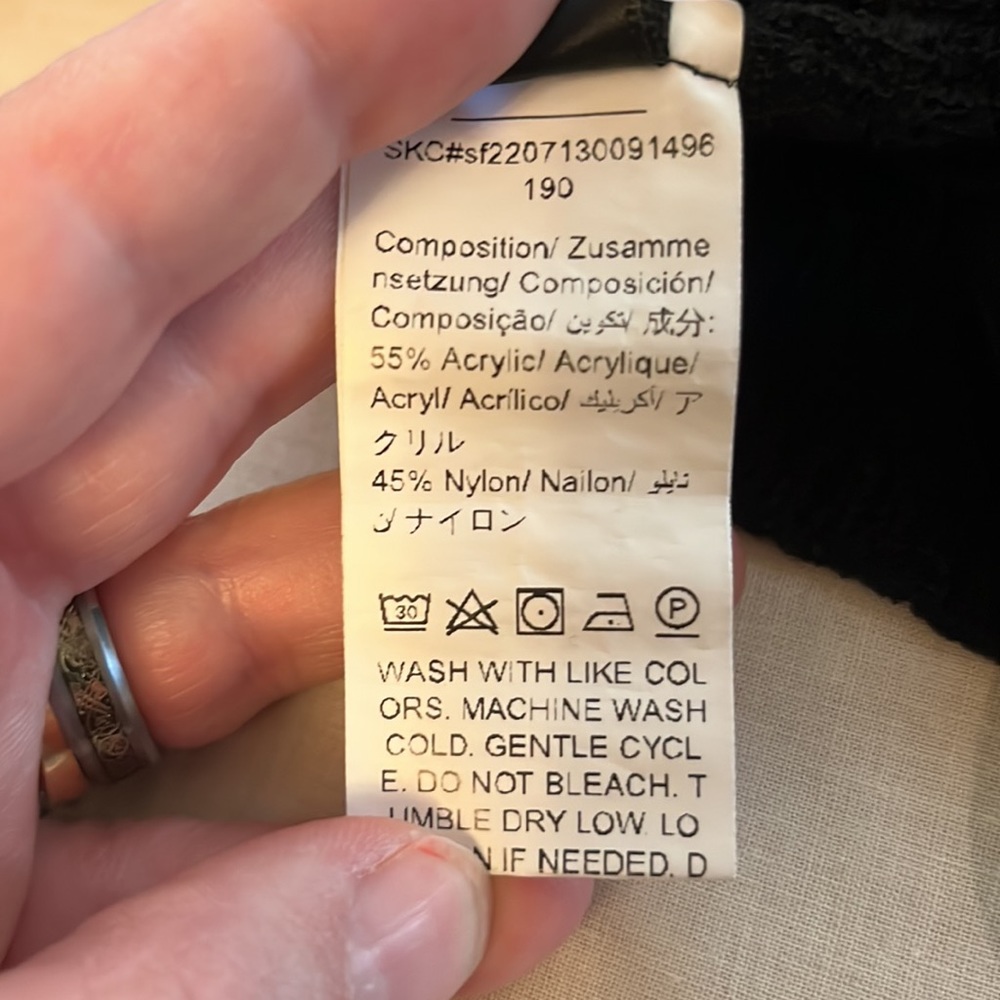 SKC#sf2207130091496
190
Composition/ Zusamme
nsetzung/ Composición/
Composição/ تكوين/ 成分:
55% Acrylic/ Acrylique/
Acryl/ Acrílico/ أكريليك/ ア
クリル
45% Nylon/ Nailon/ نايلو
ن/ ナイロン
30
P
WASH WITH LIKE COL
ORS. MACHINE WASH
COLD. GENTLE CYCL
E. DO NOT BLEACH. T
UMBLE DRY LOW. LO
N IF NEEDED. D